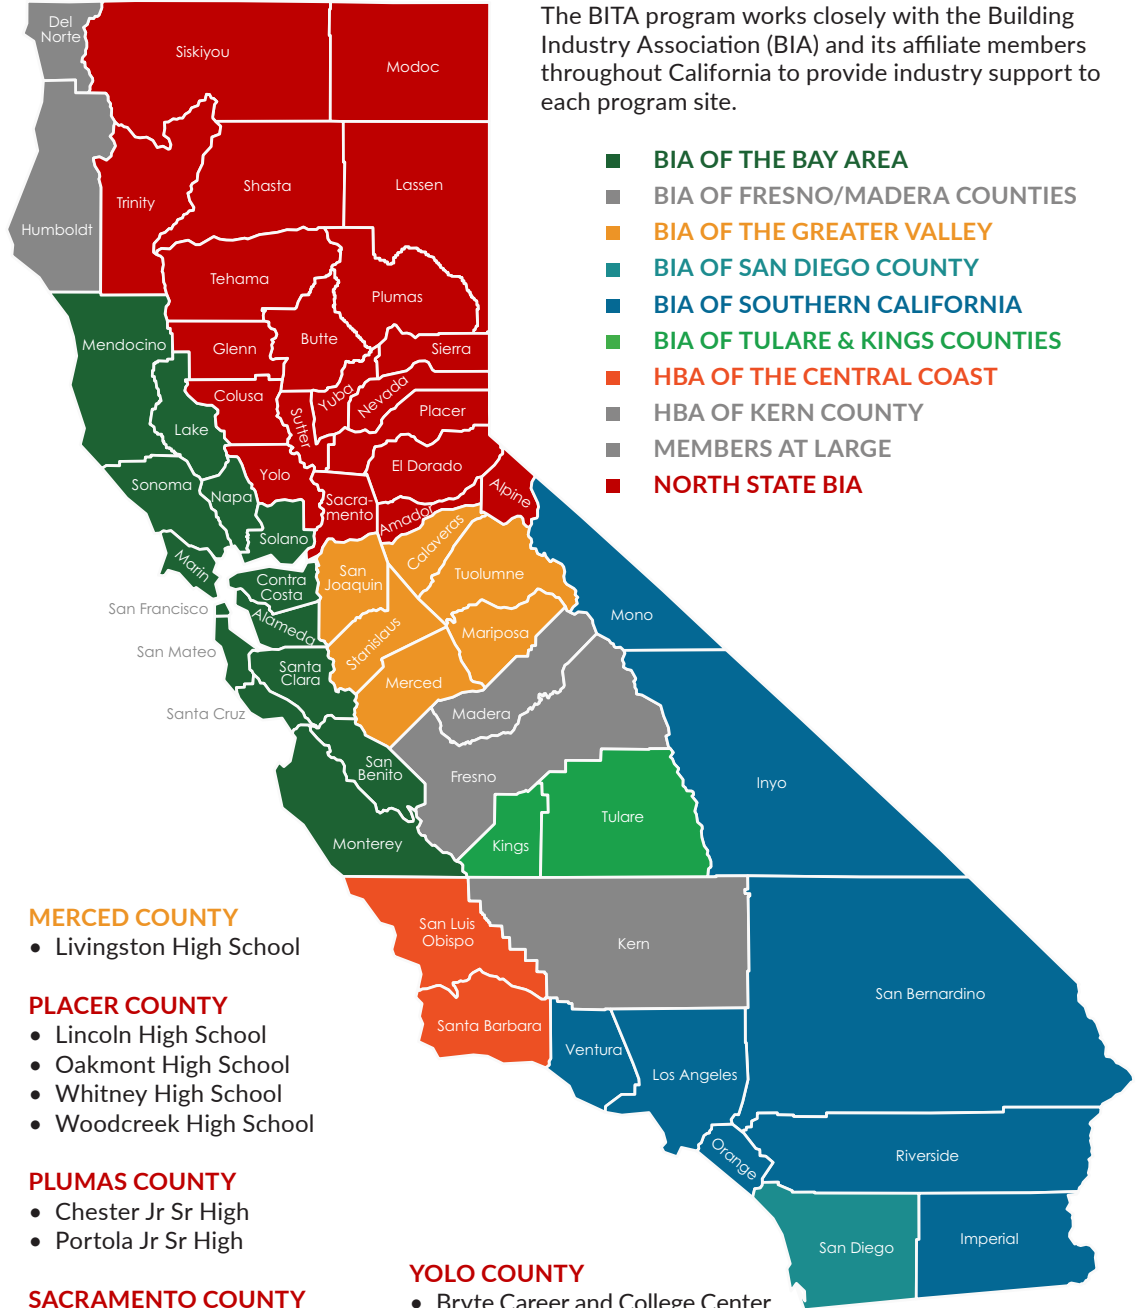 The BITA program works closely with the Building
Industry Association (BIA) and its affiliate members
throughout California to provide industry support to
each program site.
BIA OF THE BAY AREA
BIA OF FRESNO/MADERA COUNTIES
BIA OF THE GREATER VALLEY
BIA OF SAN DIEGO COUNTY
BIA OF SOUTHERN CALIFORNIA
BIA OF TULARE & KINGS COUNTIES
HBA OF THE CENTRAL COAST
HBA OF KERN COUNTY
MEMBERS AT LARGE
NORTH STATE BIA
Del
Norte
Siskiyou
Modoc
Humboldt
Trinity
Shasta
Lassen
Tehama
Plumas
Mendocino
Glenn
Butte
Sierra
Colusa
Sutter
Yuba
Nevada
Placer
Lake
El Dorado
Sonoma
Napa
Yolo
Sacra-
mento
Amador
Alpine
Solano
Marin
Contra
Costa
San
Joaquin
Calaveras
Tuolumne
San Francisco
Alameda
Stanislaus
Mariposa
Mono
San Mateo
Santa
Clara
Merced
Santa Cruz
Madera
San
Benito
Fresno
Inyo
Monterey
Kings
Tulare
San Luis
Obispo
Kern
San Bernardino
Santa Barbara
Ventura
Los Angeles
Orange
Riverside
San Diego
Imperial
MERCED COUNTY
• Livingston High School
PLACER COUNTY
• Lincoln High School
• Oakmont High School
• Whitney High School
• Woodcreek High School
PLUMAS COUNTY
• Chester Jr Sr High
• Portola Jr Sr High
SACRAMENTO COUNTY
YOLO COUNTY
• Bryte Career and College Center